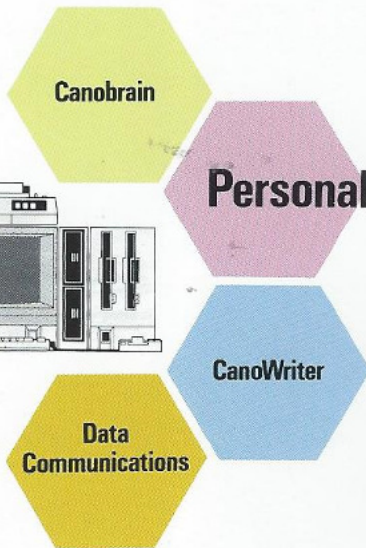 Canobrain
Personal
CanoWriter
Data
Communications